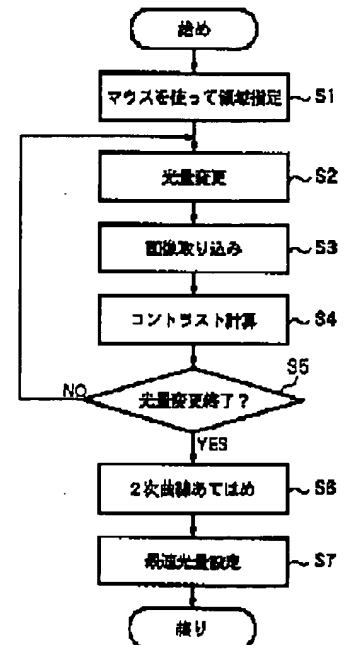 始め
マウスを使って領域指定 S1
光量変更 S2
画像取り込み S3
コントラスト計算 S4
S5
光量変更終了?
NO
YES
2次曲線あてはめ S6
最適光量設定 S7
終り